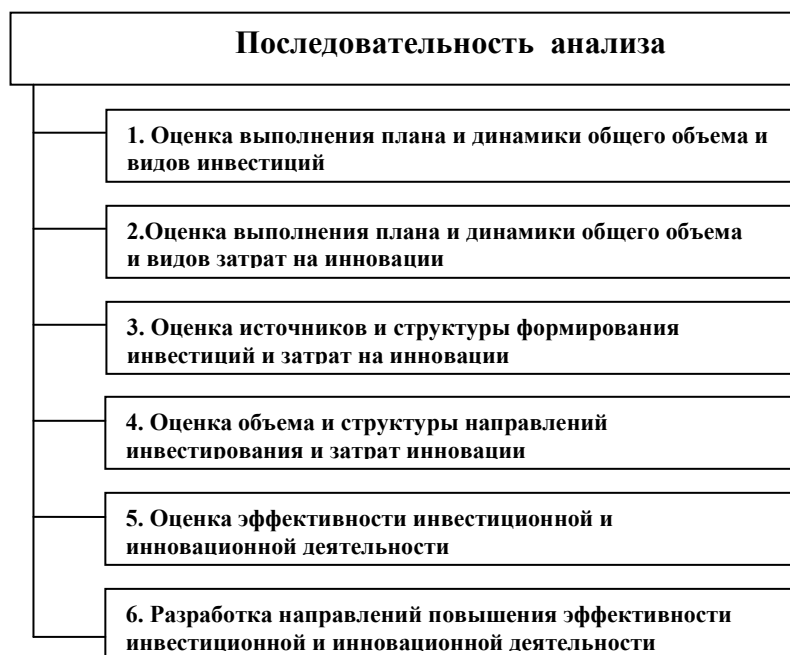 Последовательность анализа
1. Оценка выполнения плана и динамики общего объема и
видов инвестиций
2.Оценка выполнения плана и динамики общего объема
и видов затрат на инновации
3. Оценка источников и структуры формирования
инвестиций и затрат на инновации
4. Оценка объема и структуры направлений
инвестирования и затрат инновации
5. Оценка эффективности инвестиционной и
инновационной деятельности
6. Разработка направлений повышения эффективности
инвестиционной и инновационной деятельности